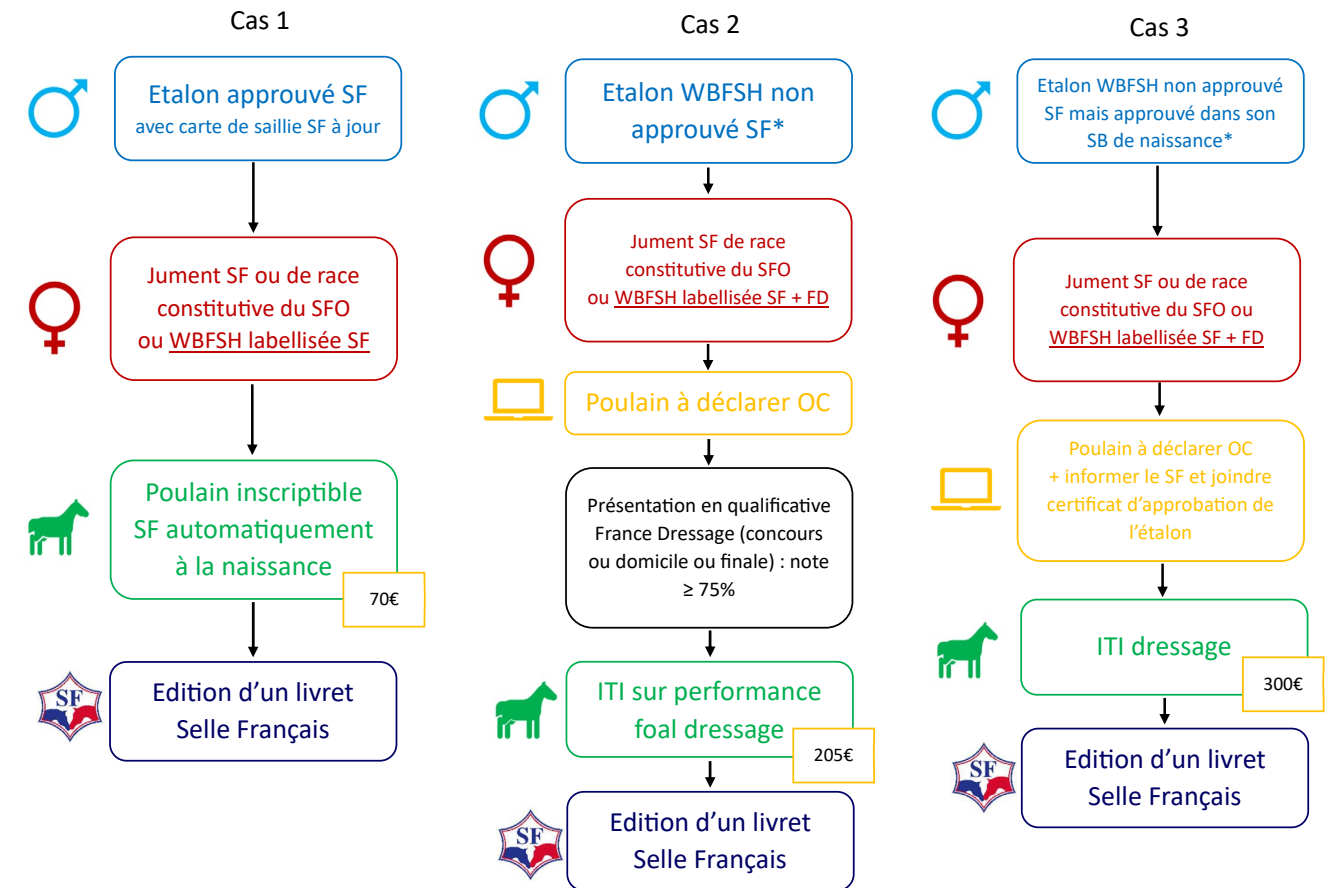 Cas 1
Etalon approuvé SF
avec carte de saillie SF à jour
Jument SF ou de race
constitutive du SFO
ou WBFSH labellisée SF
Poulain inscriptible
SF automatiquement
à la naissance
70€
SF
Edition d'un livret
Selle Français
Cas 2
Etalon WBFSH non
approuvé SF*
Jument SF de race
constitutive du SFO
ou WBFSH labellisée SF + FD
Poulain à déclarer OC
Présentation en qualificative
France Dressage (concours
ou domicile ou finale) : note
≥ 75%
ITI sur performance
foal dressage
205€
SF
Edition d'un livret
Selle Français
Cas 3
Etalon WBFSH non approuvé
SF mais approuvé dans son
SB de naissance*
Jument SF ou de race
constitutive du SFO ou
WBFSH labellisée SF + FD
Poulain à déclarer OC
+ informer le SF et joindre
certificat d'approbation de
l'étalon
ITI dressage
300€
SF
Edition d'un livret
Selle Français